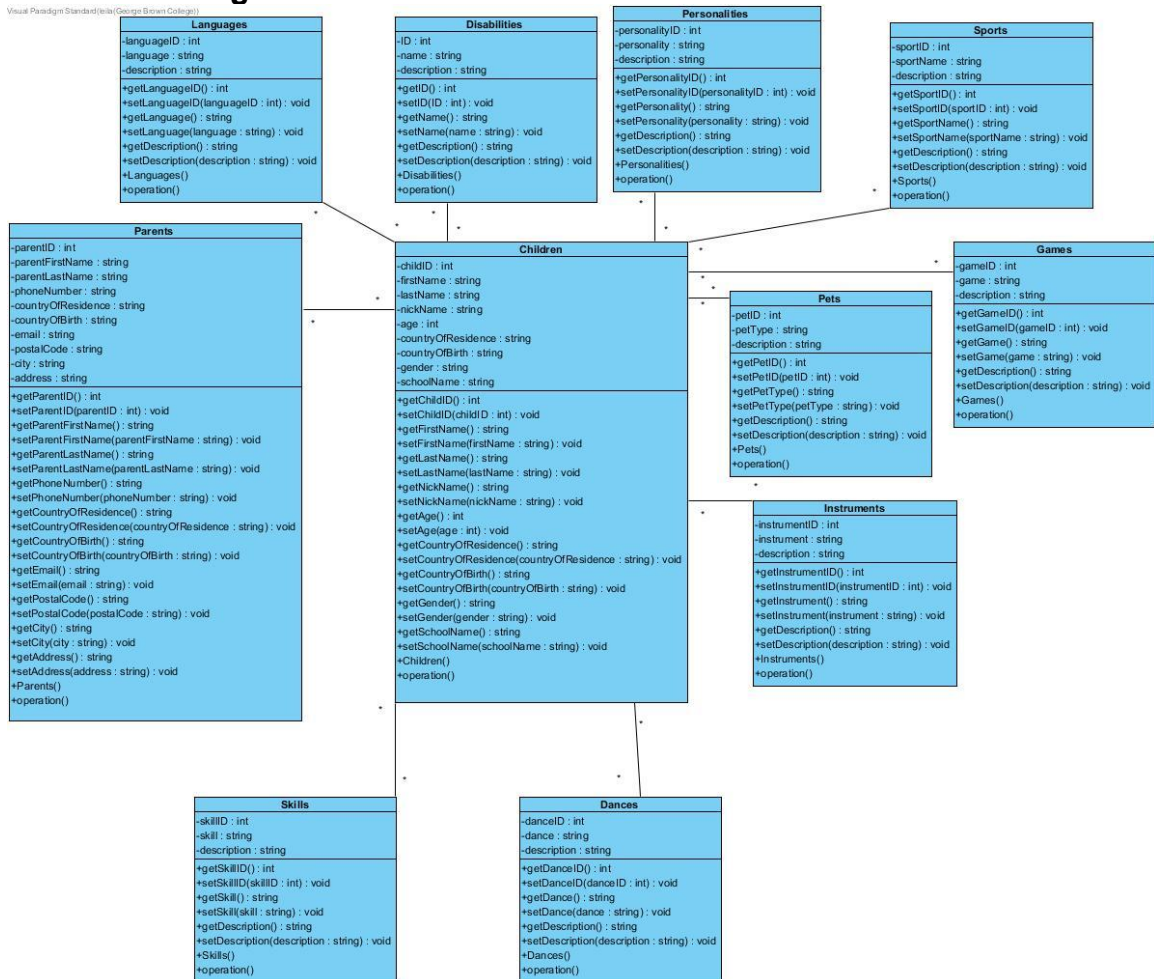 Visual Paradigm Standard(leila(George Brown College))
g
Languages
-languageID : int
-language : string
-description : string
+getLanguageID() : int
+setLanguageID(languageID : int) : void
+getLanguage() : string
+setLanguage(language : string) : void
+getDescription() : string
+setDescription(description : string) : void
+Languages()
+operation()
Disabilities
-ID : int
-name : string
-description : string
+getID() : int
+setID(ID : int) : void
+getName() : string
+setName(name : string) : void
+getDescription() : string
+setDescription(description : string) : void
+Disabilities()
+operation()
Personalities
-personalityID : int
-personality : string
-description : string
+getPersonalityID() : int
+setPersonalityID(personalityID : int) : void
+getPersonality() : string
+setPersonality(personality : string) : void
+getDescription() : string
+setDescription(description : string) : void
+Personalities()
+operation()
Sports
-sportID : int
-sportName : string
-description : string
+getSportID() : int
+setSportID(sportID : int) : void
+getSportName() : string
+setSportName(sportName : string) : void
+getDescription() : string
+setDescription(description : string) : void
+Sports()
+operation()
* * * * * * * *
Parents
-parentID : int
-parentFirstName : string
-parentLastName : string
-phoneNumber : string
-countryOfResidence : string
-countryOfBirth : string
-email : string
-postalCode : string
-city : string
-address : string
+getParentID() : int
+setParentID(parentID : int) : void
+getParentFirstName() : string
+setParentFirstName(parentFirstName : string) : void
+getParentLastName() : string
+setParentLastName(parentLastName : string) : void
+getPhoneNumber() : string
+setPhoneNumber(phoneNumber : string) : void
+getCountryOfResidence() : string
+setCountryOfResidence(countryOfResidence : string) : void
+getCountryOfBirth() : string
+setCountryOfBirth(countryOfBirth : string) : void
+getEmail() : string
+setEmail(email : string) : void
+getPostalCode() : string
+setPostalCode(postalCode : string) : void
+getCity() : string
+setCity(city : string) : void
+getAddress() : string
+setAddress(address : string) : void
+Parents()
+operation()
* *
Children
-childID : int
-firstName : string
-lastName : string
-nickName : string
-age : int
-countryOfResidence : string
-countryOfBirth : string
-gender : string
-schoolName : string
+getChildID() : int
+setChildID(childID : int) : void
+getFirstName() : string
+setFirstName(firstName : string) : void
+getLastName() : string
+setLastName(lastName : string) : void
+getNickName() : string
+setNickName(nickName : string) : void
+getAge() : int
+setAge(age : int) : void
+getCountryOfResidence() : string
+setCountryOfResidence(countryOfResidence : string) : void
+getCountryOfBirth() : string
+setCountryOfBirth(countryOfBirth : string) : void
+getGender() : string
+setGender(gender : string) : void
+getSchoolName() : string
+setSchoolName(schoolName : string) : void
+Children()
+operation()
* * * *
Pets
-petID : int
-petType : string
-description : string
+getPetID() : int
+setPetID(petID : int) : void
+getPetType() : string
+setPetType(petType : string) : void
+getDescription() : string
+setDescription(description : string) : void
+Pets()
+operation()
Games
-gameID : int
-game : string
-description : string
+getGameID() : int
+setGameID(gameID : int) : void
+getGame() : string
+setGame(game : string) : void
+getDescription() : string
+setDescription(description : string) : void
+Games()
+operation()
* *
Instruments
-instrumentID : int
-instrument : string
-description : string
+getInstrumentID() : int
+setInstrumentID(instrumentID : int) : void
+getInstrument() : string
+setInstrument(instrument : string) : void
+getDescription() : string
+setDescription(description : string) : void
+Instruments()
+operation()
* * * *
Skills
-skillID : int
-skill : string
-description : string
+getSkillID() : int
+setSkillID(skillID : int) : void
+getSkill() : string
+setSkill(skill : string) : void
+getDescription() : string
+setDescription(description : string) : void
+Skills()
+operation()
Dances
-danceID : int
-dance : string
-description : string
+getDanceID() : int
+setDanceID(danceID : int) : void
+getDance() : string
+setDance(dance : string) : void
+getDescription() : string
+setDescription(description : string) : void
+Dances()
+operation()